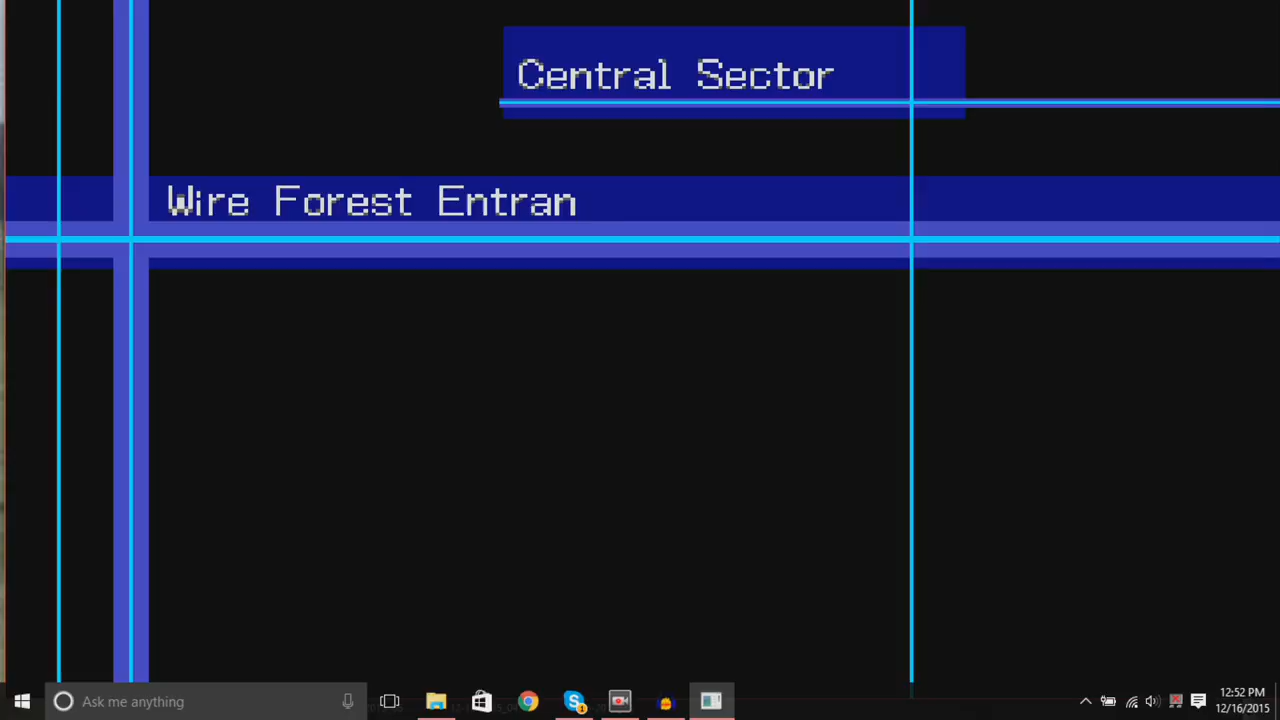 Central Sector
Wire Forest Entran
Ask me anything
12:52 PM
12/16/2015